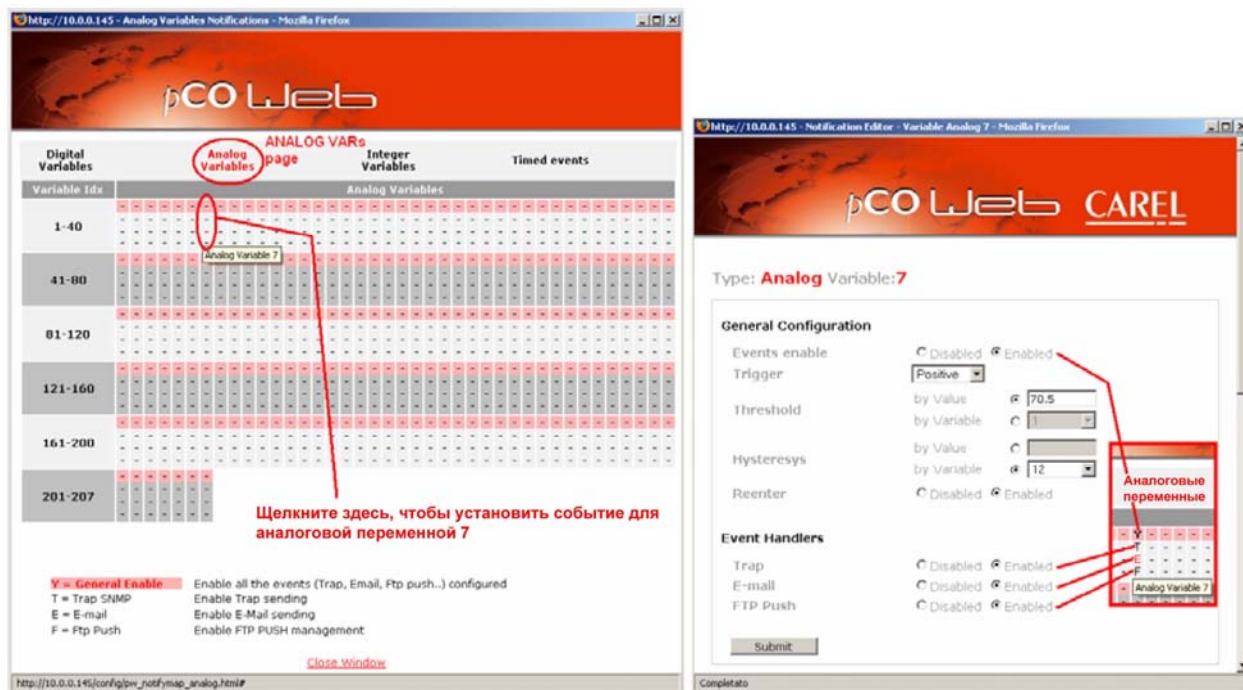 http://10.0.0.145 - Analog Variables Notifications - Mozilla Firefox
pCO Web
Digital Variables
Analog Variables
ANALOG VARs page
Integer Variables
Timed events
Variable Idx
Analog Variables
1-40
Analog Variable 7
41-80
81-120
121-160
161-200
201-207
Щелкните здесь, чтобы установить событие для
аналоговой переменной 7
Y = General Enable Enable all the events (Trap, Email, Ftp push..) configured
T = Trap SNMP Enable Trap sending
E = E-mail Enable E-Mail sending
F = Ftp Push Enable FTP PUSH management
Close Window
http://10.0.0.145/config/pw_notifymap_analog.html#
http://10.0.0.145 - Notification Editor - Variable Analog 7 - Mozilla Firefox
pCO Web CAREL
Type: Analog Variable:7
General Configuration
Events enable Disabled Enabled
Trigger Positive
Threshold
by Value 70.5
by Variable 1
Hysteresys
by Value
by Variable 12
Reenter Disabled Enabled
Аналоговые
переменные
- Y - - - - -
- T - - - - -
- E - - - - -
- F - - - - -
Analog Variable 7
Event Handlers
Trap Disabled Enabled
E-mail Disabled Enabled
FTP Push Disabled Enabled
Submit
Completato